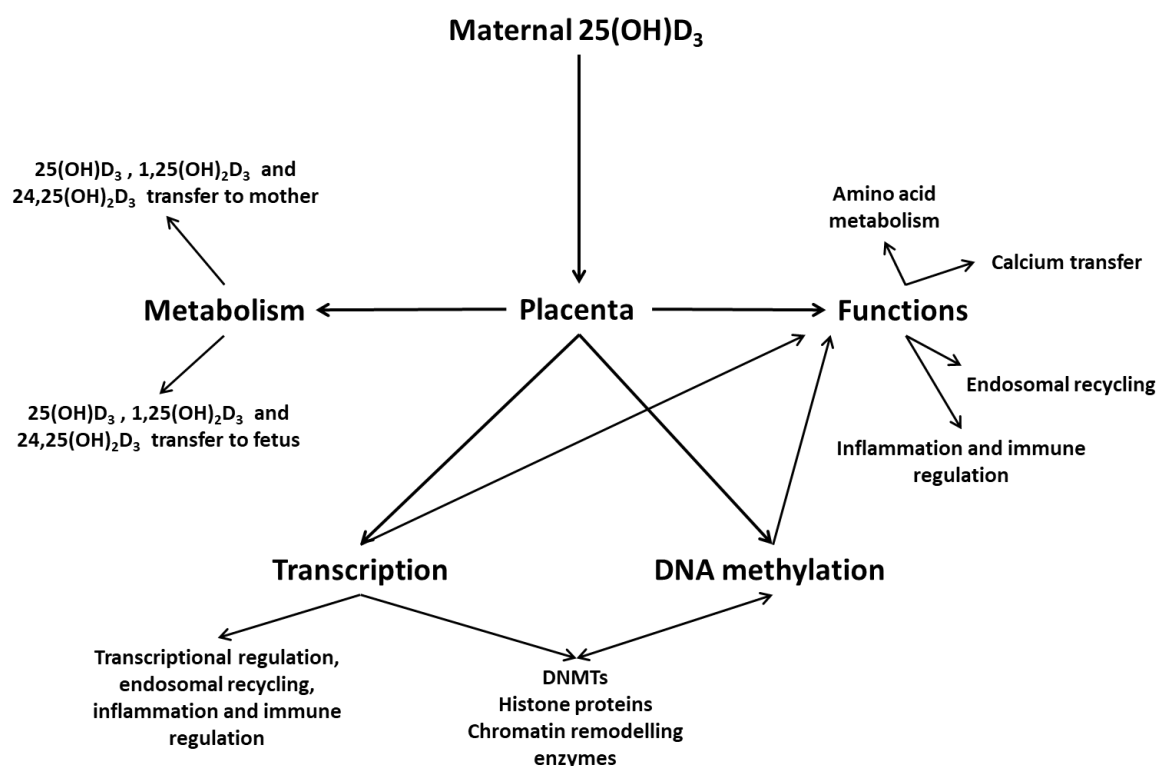 Maternal 25(OH)D₃
25(OH)D₃ , 1,25(OH)₂D₃ and
24,25(OH)₂D₃ transfer to mother
Amino acid
metabolism
Calcium transfer
Metabolism
Placenta
Functions
Endosomal recycling
25(OH)D₃ , 1,25(OH)₂D₃ and
24,25(OH)₂D₃ transfer to fetus
Inflammation and immune
regulation
Transcription
DNA methylation
Transcriptional regulation,
endosomal recycling,
inflammation and immune
regulation
DNMTs
Histone proteins
Chromatin remodelling
enzymes